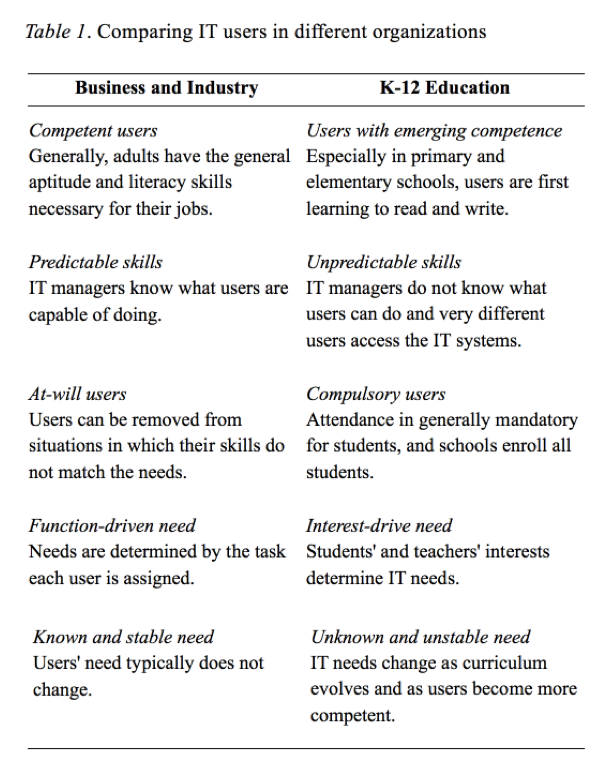 Table 1. Comparing IT users in different organizations
Business and Industry
K-12 Education
Competent users
Generally, adults have the general
aptitude and literacy skills
necessary for their jobs.
Users with emerging competence
Especially in primary and
elementary schools, users are first
learning to read and write.
Predictable skills
IT managers know what users are
capable of doing.
Unpredictable skills
IT managers do not know what
users can do and very different
users access the IT systems.
At-will users
Users can be removed from
situations in which their skills do
not match the needs.
Compulsory users
Attendance in generally mandatory
for students, and schools enroll all
students.
Function-driven need
Needs are determined by the task
each user is assigned.
Interest-drive need
Students' and teachers' interests
determine IT needs.
Known and stable need
Users' need typically does not
change.
Unknown and unstable need
IT needs change as curriculum
evolves and as users become more
competent.